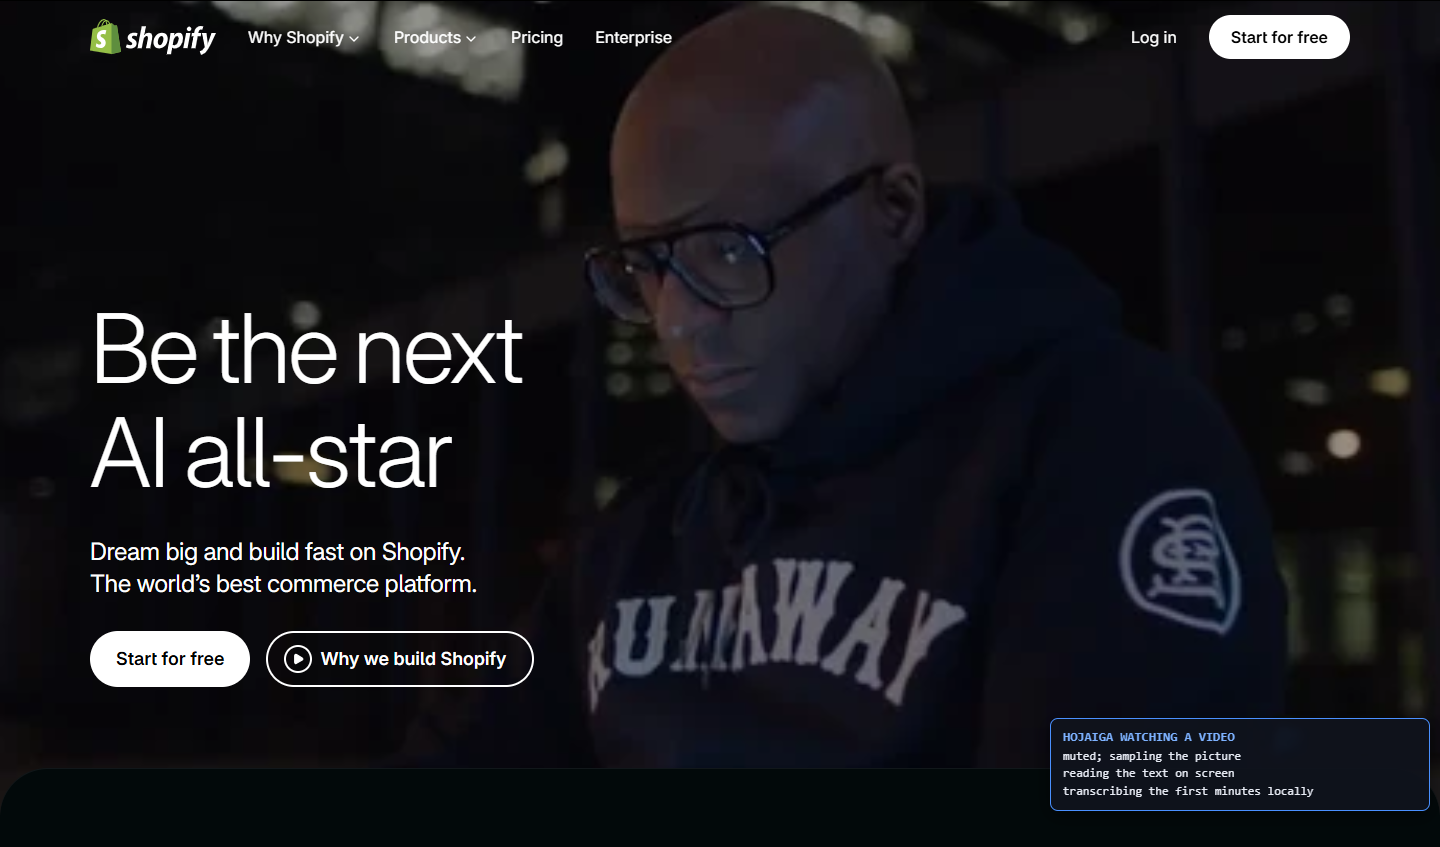 shopify
Why Shopify
Products
Pricing
Enterprise
Log in
Start for free
Be the next
AI all-star
Dream big and build fast on Shopify.
The world’s best commerce platform.
Start for free
Why we build Shopify
RUNAWAY
HOJAIGA WATCHING A VIDEO
muted; sampling the picture
reading the text on screen
transcribing the first minutes locally